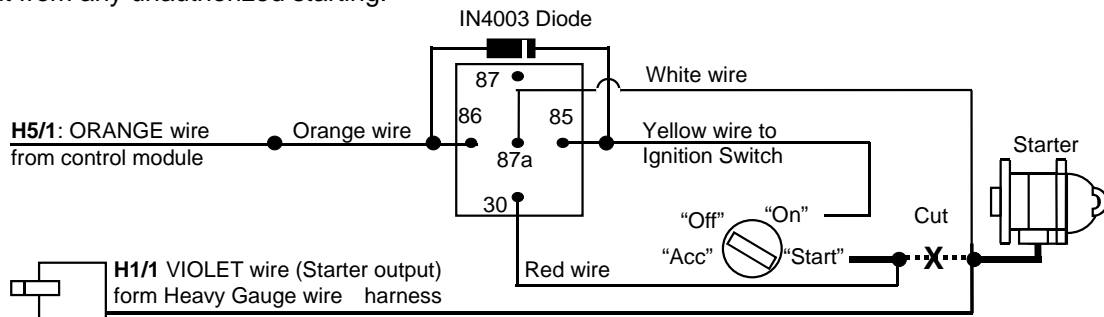 from any unauthorized starting.
IN4003 Diode
87
White wire
86
85
H5/1: ORANGE wire
from control module
Orange wire
87a
Yellow wire to
Ignition Switch
Starter
30
“Off”
“On”
Cut
“Acc”
“Start”
X
H1/1 VIOLET wire (Starter output)
form Heavy Gauge wire harness
Red wire